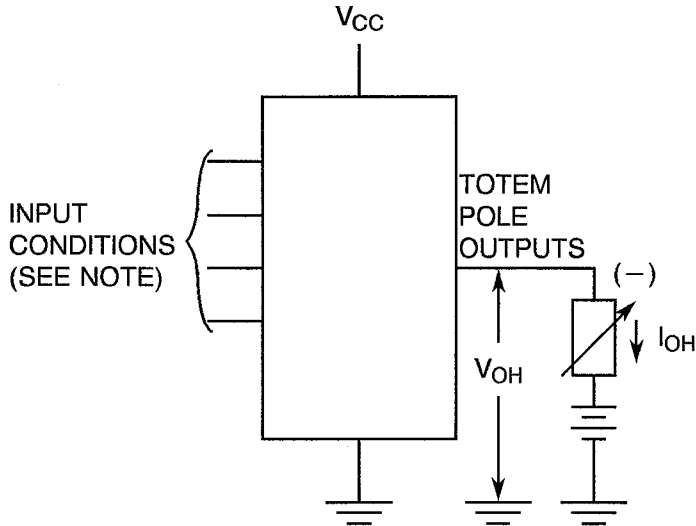 VCC
INPUT
CONDITIONS
(SEE NOTE)
TOTEM
POLE
OUTPUTS
(−)
IOH
VOH